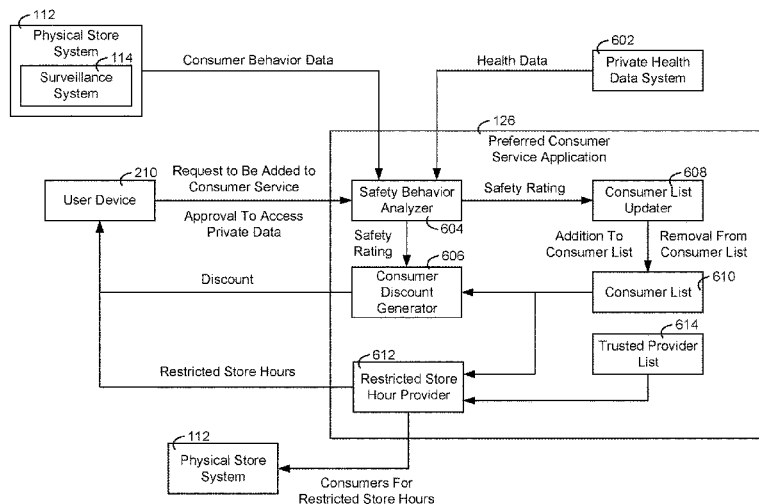 112
Physical Store
System
114
Surveillance
System
Consumer Behavior Data
Health Data
602
Private Health
Data System
126
Preferred Consumer
Service Application
210
User Device
Request to Be Added to
Consumer Service
Approval To Access
Private Data
Safety Behavior
Analyzer
604
Safety Rating
608
Consumer List
Updater
Safety
Rating
606
Addition To
Consumer List
Removal From
Consumer List
Discount
Consumer
Discount
Generator
610
Consumer List
614
Trusted Provider
List
612
Restricted Store Hours
Restricted Store
Hour Provider
112
Physical Store
System
Consumers For
Restricted Store Hours